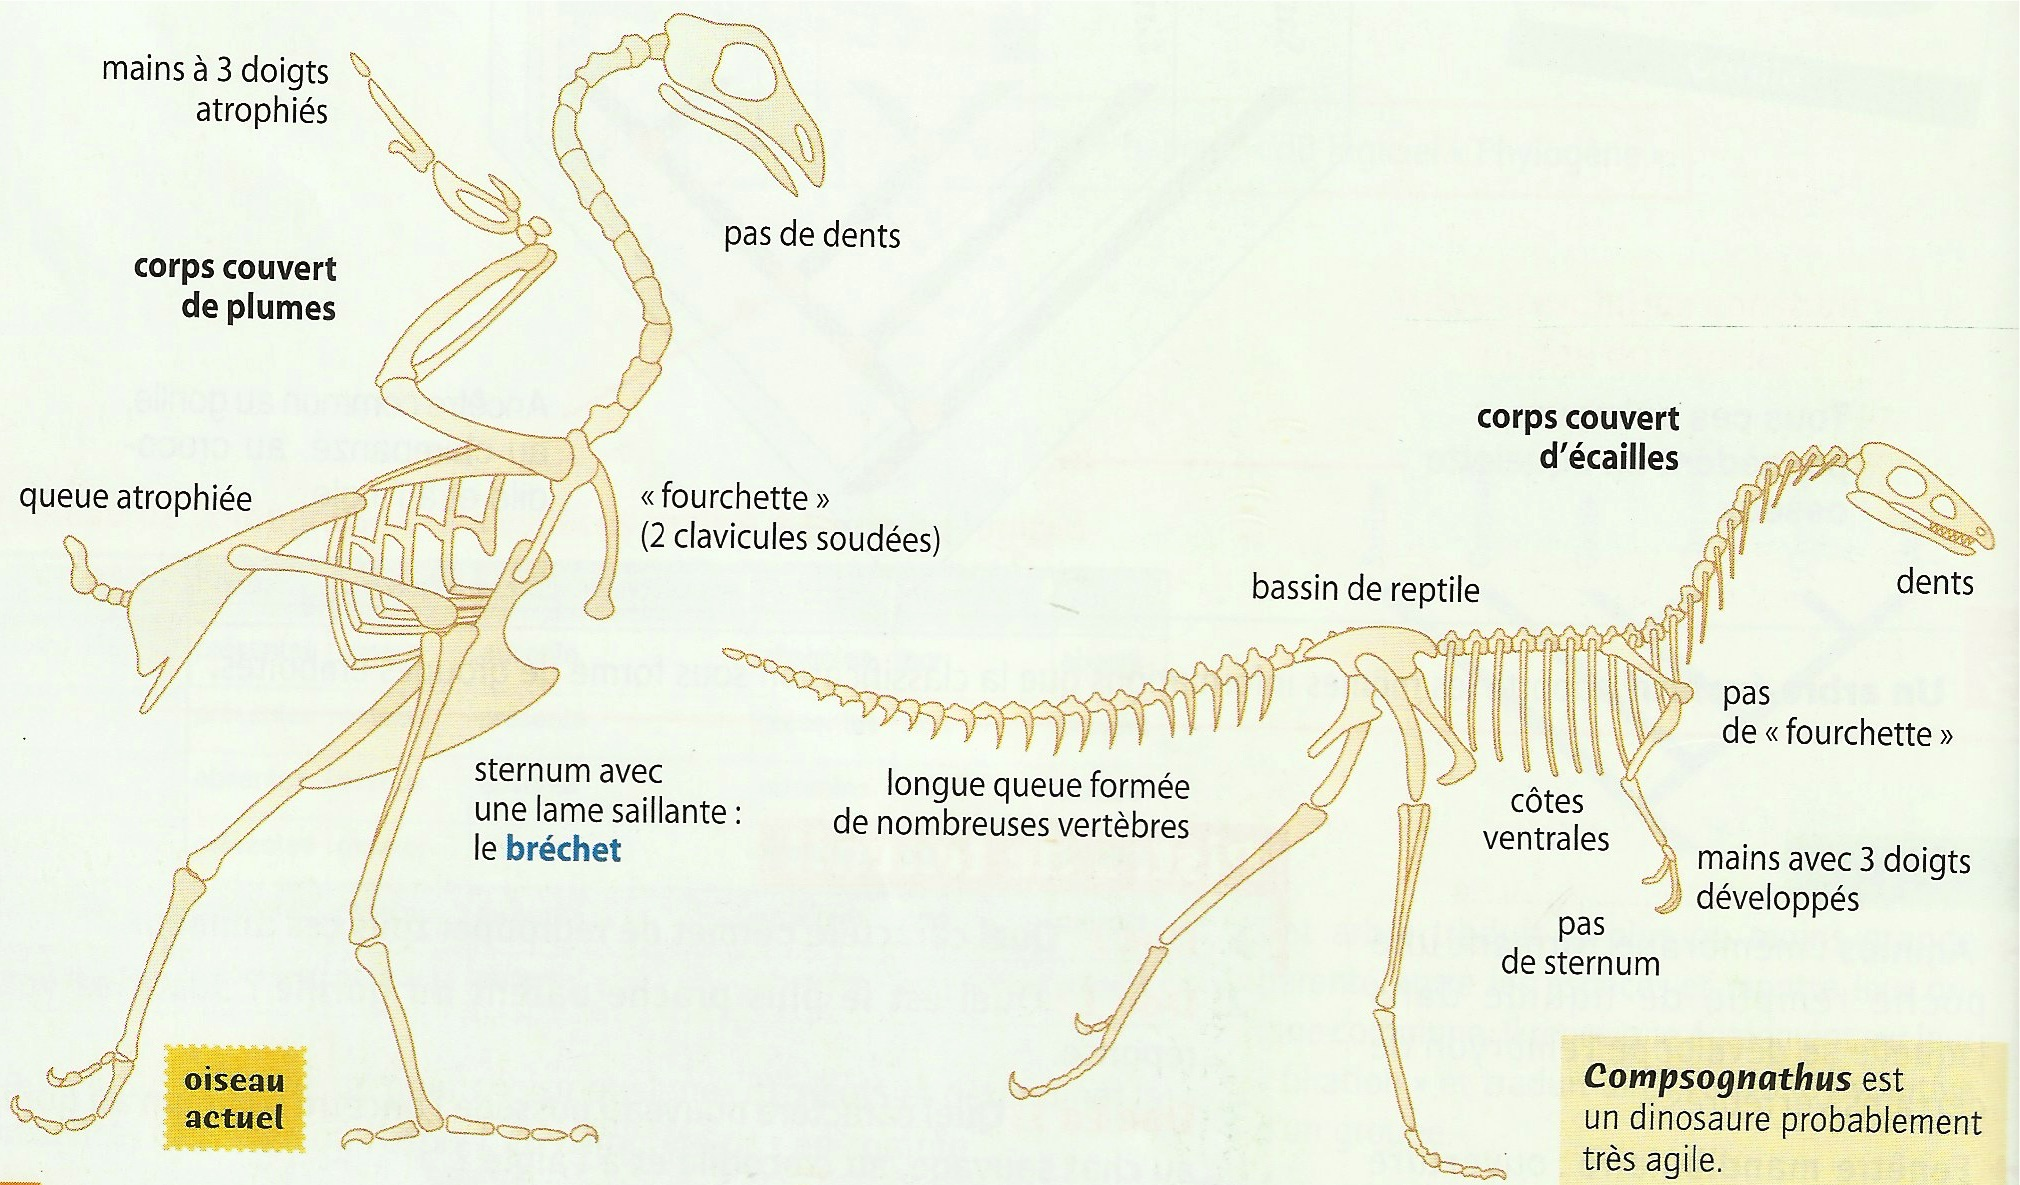 mains à 3 doigts
atrophiés
pas de dents
corps couvert
de plumes
queue atrophiée
« fourchette »
(2 clavicules soudées)
sternum avec
une lame saillante :
le bréchet
oiseau
actuel
corps couvert
d'écailles
dents
bassin de reptile
pas
de « fourchette »
longue queue formée
de nombreuses vertèbres
côtes
ventrales
mains avec 3 doigts
développés
pas
de sternum
Compsognathus est
un dinosaure probablement
très agile.